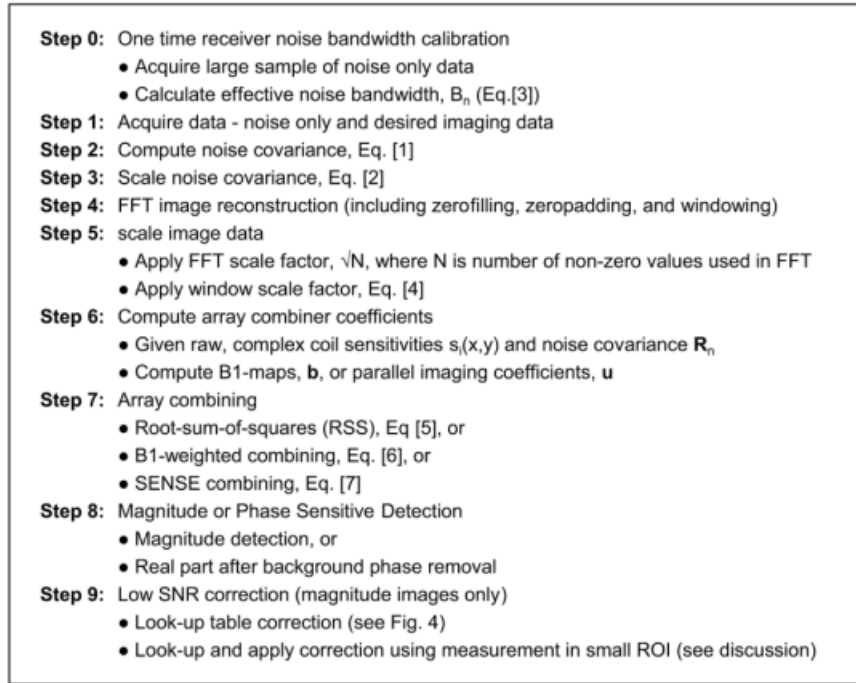 Step 0: One time receiver noise bandwidth calibration
● Acquire large sample of noise only data
● Calculate effective noise bandwidth, Bn (Eq.[3])
Step 1: Acquire data - noise only and desired imaging data
Step 2: Compute noise covariance, Eq. [1]
Step 3: Scale noise covariance, Eq. [2]
Step 4: FFT image reconstruction (including zerofilling, zeropadding, and windowing)
Step 5: scale image data
● Apply FFT scale factor, √N, where N is number of non-zero values used in FFT
● Apply window scale factor, Eq. [4]
Step 6: Compute array combiner coefficients
● Given raw, complex coil sensitivities si(x,y) and noise covariance Rn
● Compute B1-maps, b, or parallel imaging coefficients, u
Step 7: Array combining
● Root-sum-of-squares (RSS), Eq [5], or
● B1-weighted combining, Eq. [6], or
● SENSE combining, Eq. [7]
Step 8: Magnitude or Phase Sensitive Detection
● Magnitude detection, or
● Real part after background phase removal
Step 9: Low SNR correction (magnitude images only)
● Look-up table correction (see Fig. 4)
● Look-up and apply correction using measurement in small ROI (see discussion)